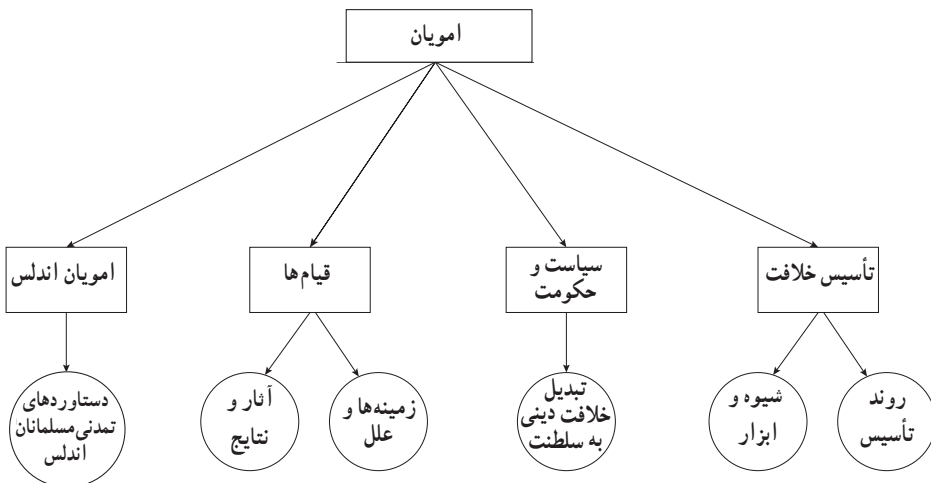 امویان
تأسیس خلافت
سیاست و
حکومت
قیام‌ها
امویان اندلس
روند
تأسیس
شیوه و
ابزار
تبدیل
خلافت دینی
به سلطنت
زمینه‌ها و
علل
آثار و
نتایج
دستاوردهای
تمدنی مسلمانان
اندلس